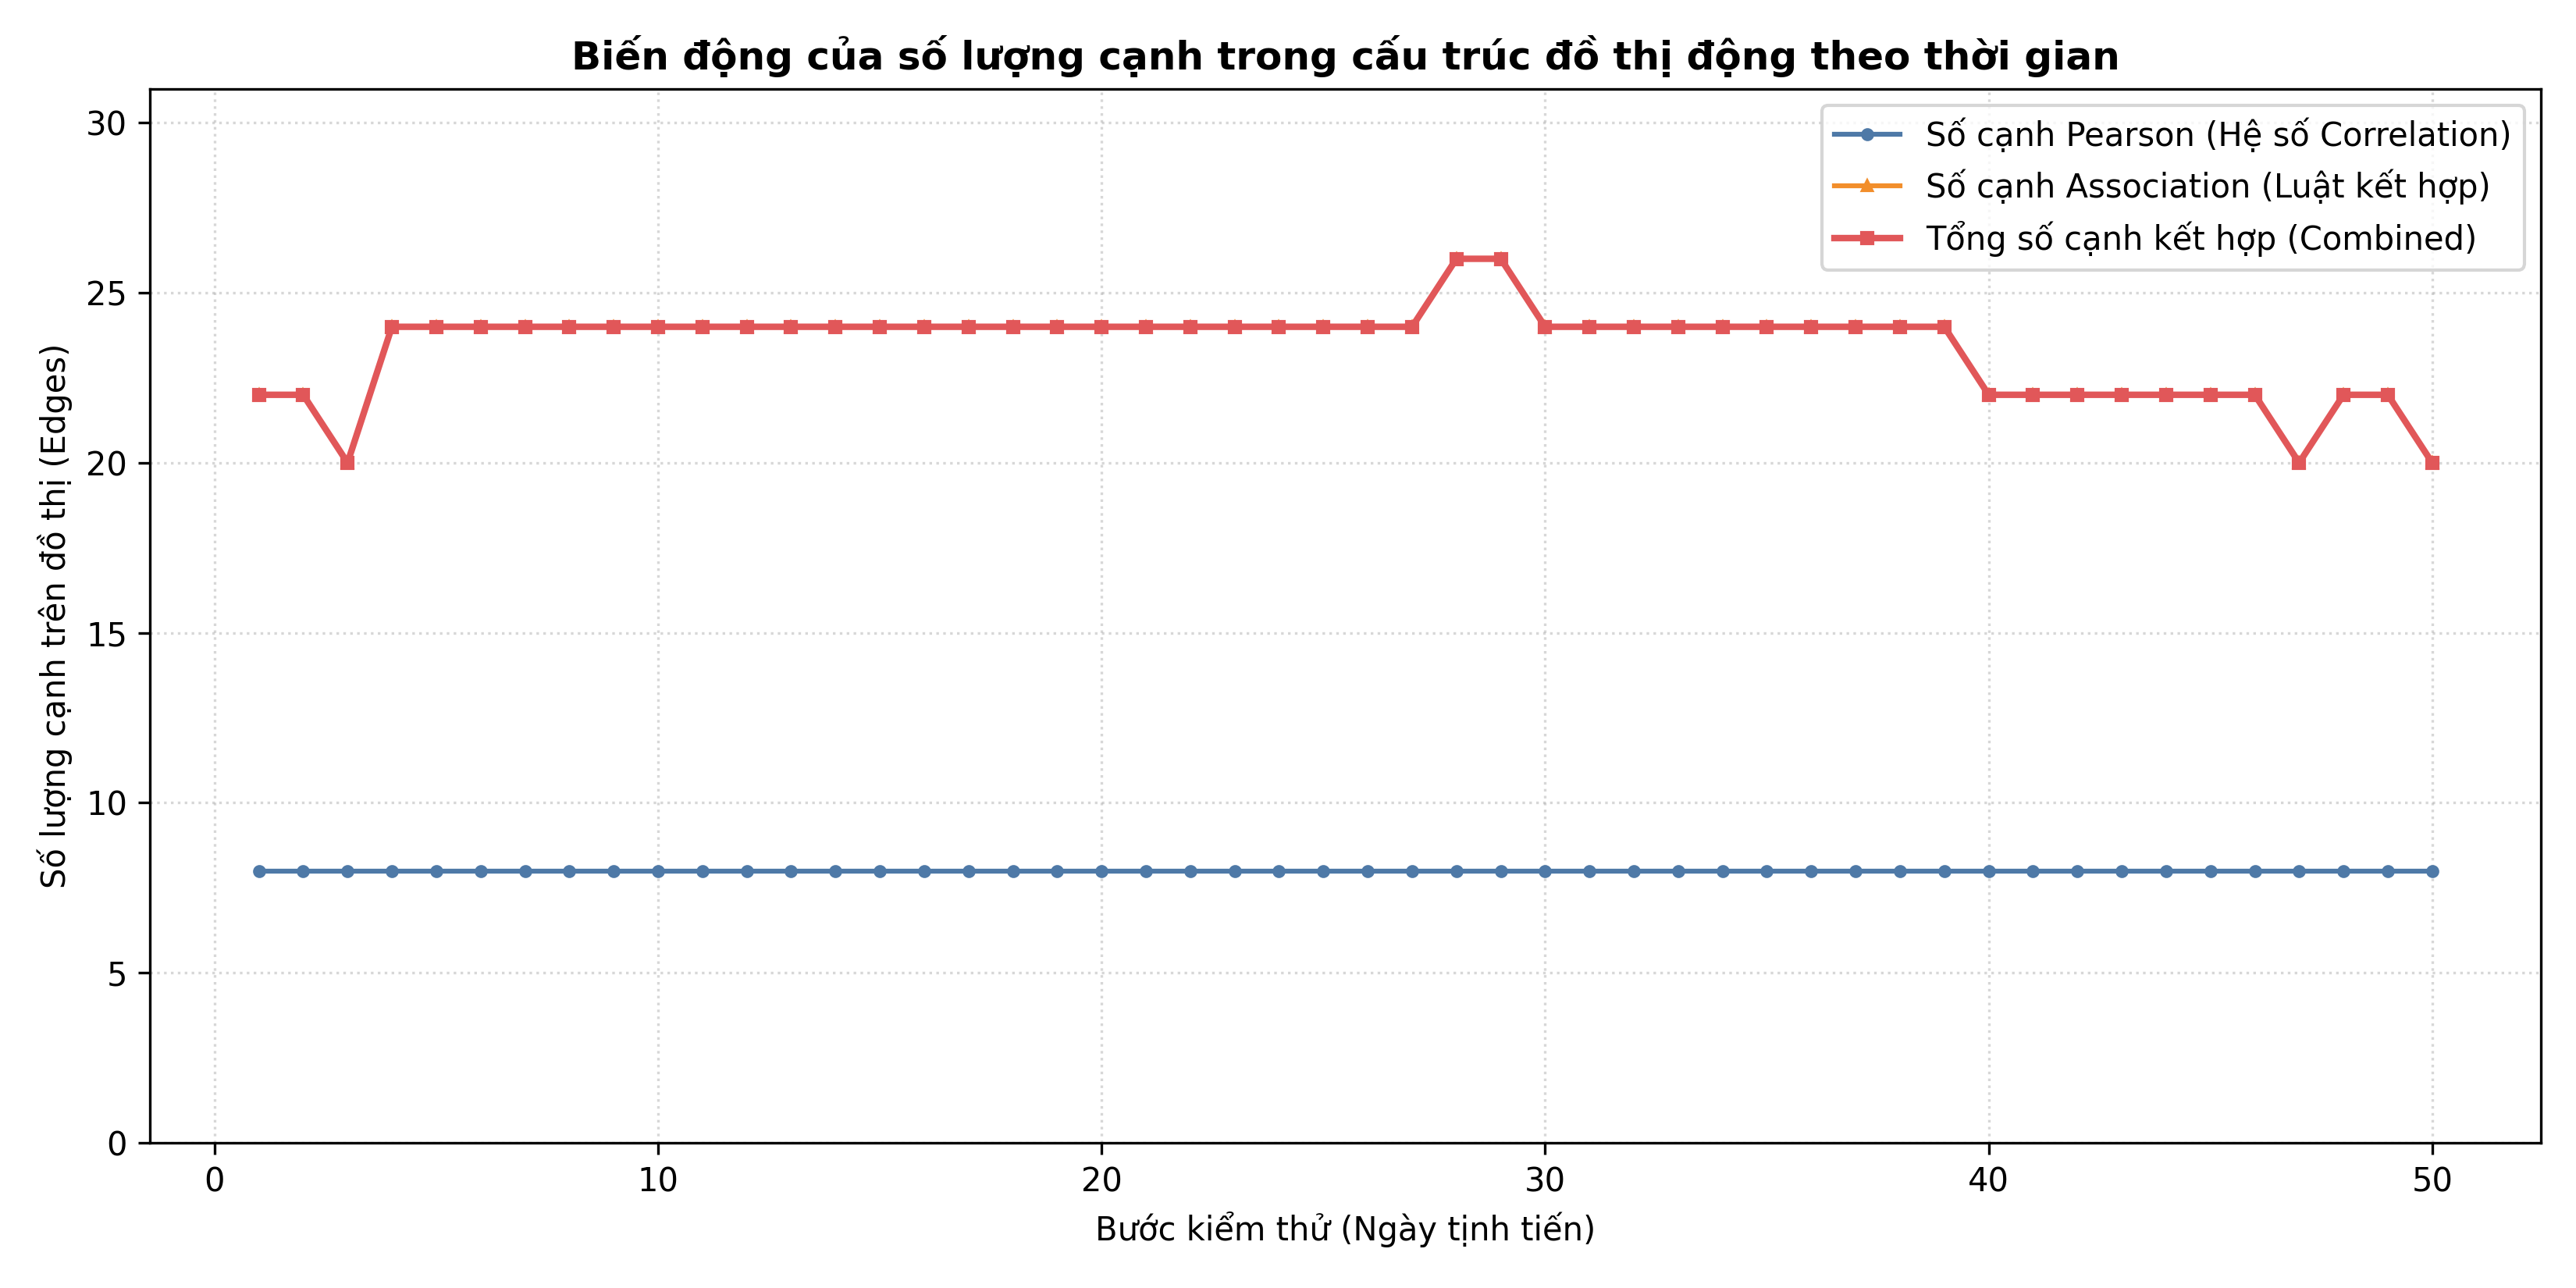 Biến động của số lượng cạnh trong cấu trúc đồ thị động theo thời gian
Số cạnh Pearson (Hệ số Correlation)
Số cạnh Association (Luật kết hợp)
Tổng số cạnh kết hợp (Combined)
Số lượng cạnh trên đồ thị (Edges)
30
25
20
15
10
5
0
0 10 20 30 40 50
Bước kiểm thử (Ngày tịnh tiến)